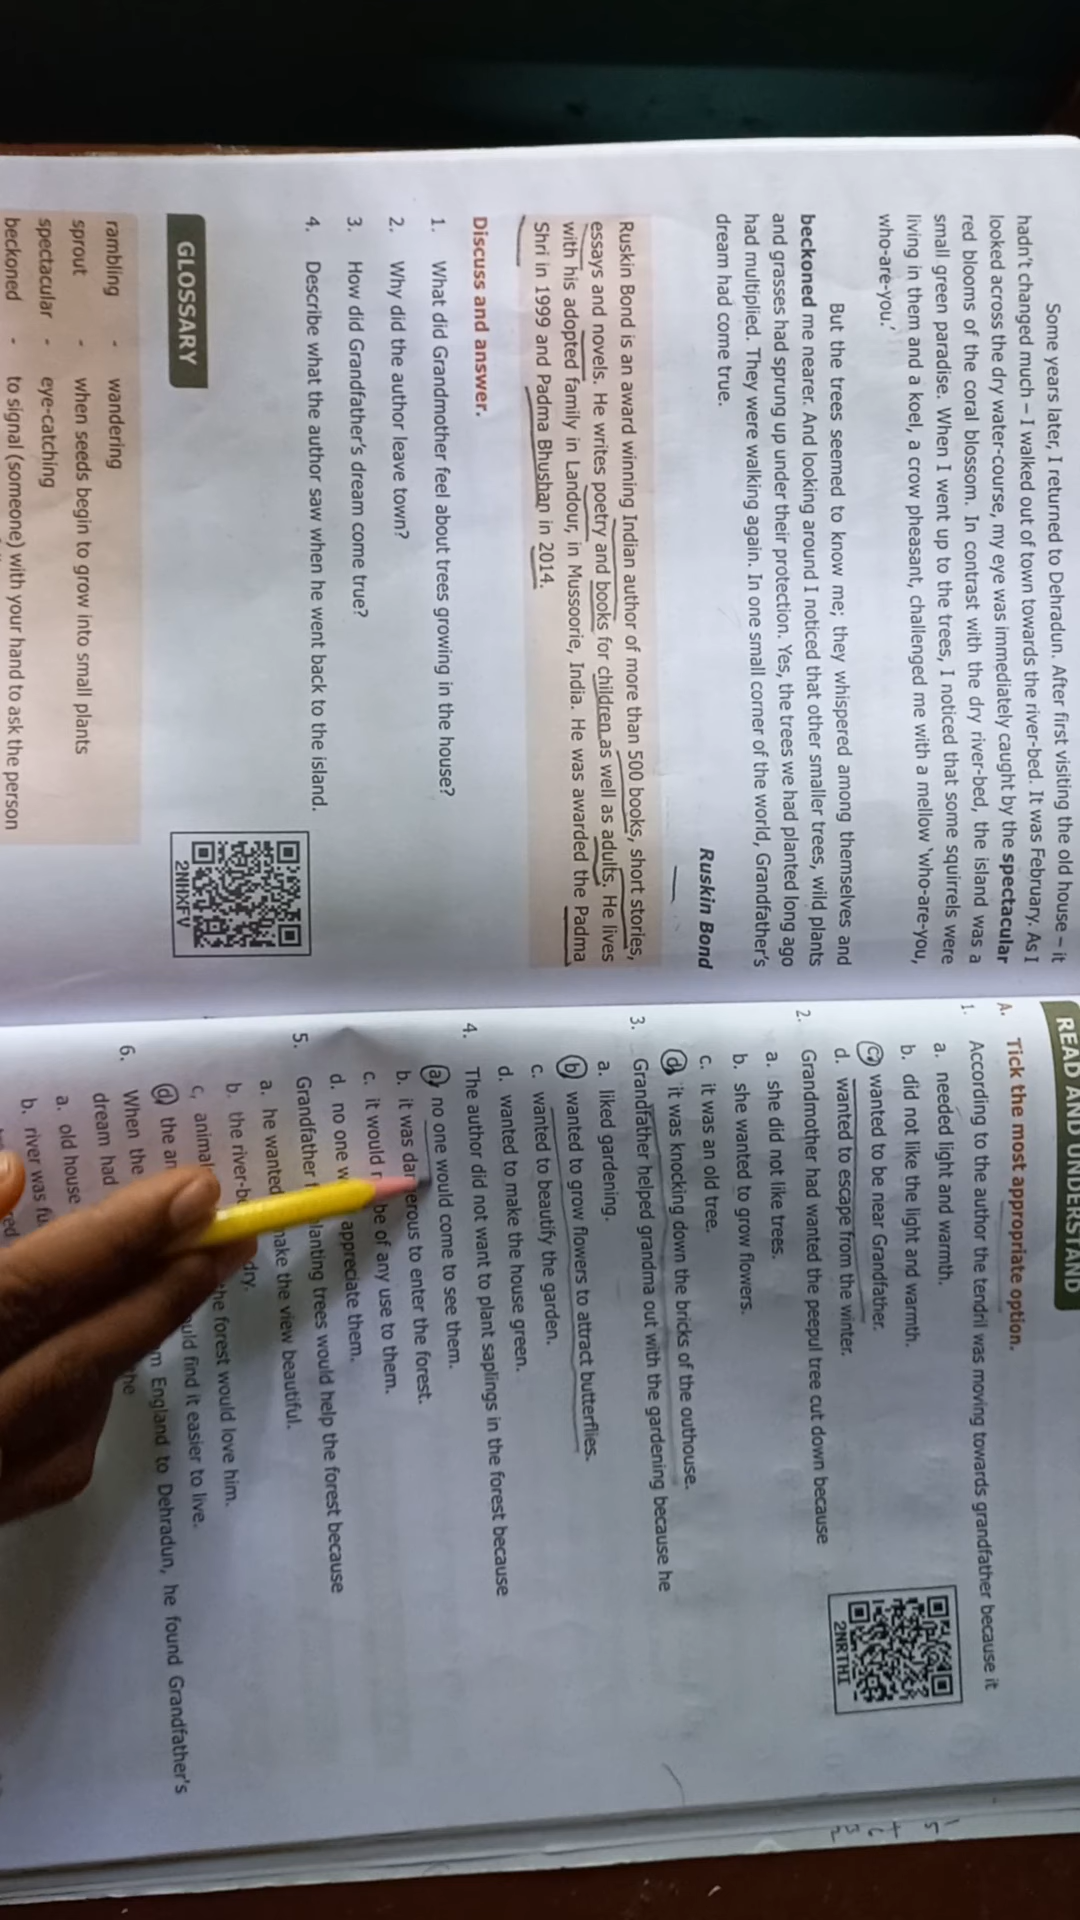 Some years later, I returned to Dehradun. After first visiting the old house – it
hadn't changed much – I walked out of town towards the river-bed. It was February. As I
looked across the dry water-course, my eye was immediately caught by the spectacular
red blooms of the coral blossom. In contrast with the dry river-bed, the island was a
small green paradise. When I went up to the trees, I noticed that some squirrels were
living in them and a koel, a crow pheasant, challenged me with a mellow 'who-are-you,
who-are-you.'
But the trees seemed to know me; they whispered among themselves and
beckoned me nearer. And looking around I noticed that other smaller trees, wild plants
and grasses had sprung up under their protection. Yes, the trees we had planted long ago
had multiplied. They were walking again. In one small corner of the world, Grandfather's
dream had come true.
Ruskin Bond
Ruskin Bond is an award winning Indian author of more than 500 books, short stories,
essays and novels. He writes poetry and books for children as well as adults. He lives
with his adopted family in Landour, in Mussoorie, India. He was awarded the Padma
Shri in 1999 and Padma Bhushan in 2014.
Discuss and answer.
1. What did Grandmother feel about trees growing in the house?
2. Why did the author leave town?
3. How did Grandfather's dream come true?
4. Describe what the author saw when he went back to the island.
2NHXFV
GLOSSARY
rambling - wandering
sprout - when seeds begin to grow into small plants
spectacular - eye-catching
beckoned - to signal (someone) with your hand to ask the person
READ AND UNDERSTAND
A. Tick the most appropriate option.
1. According to the author the tendril was moving towards grandfather because it
a. needed light and warmth.
b. did not like the light and warmth.
c. wanted to be near Grandfather.
d. wanted to escape from the winter.
2NRTHI
2. Grandmother had wanted the peepul tree cut down because
a. she did not like trees.
b. she wanted to grow flowers.
c. it was an old tree.
d. it was knocking down the bricks of the outhouse.
3. Grandfather helped grandma out with the gardening because he
a. liked gardening.
b. wanted to grow flowers to attract butterflies.
c. wanted to beautify the garden.
d. wanted to make the house green.
4. The author did not want to plant saplings in the forest because
a. no one would come to see them.
b. it was dangerous to enter the forest.
c. it would be of any use to them.
d. no one appreciate them.
5. Grandfather planting trees would help the forest because
a. he wanted make the view beautiful.
b. the dry. the forest would love him.
c. find it easier to live.
d. the
6. When the England to Dehradun, he found Grandfather's
dream had
a. old house
b. river was